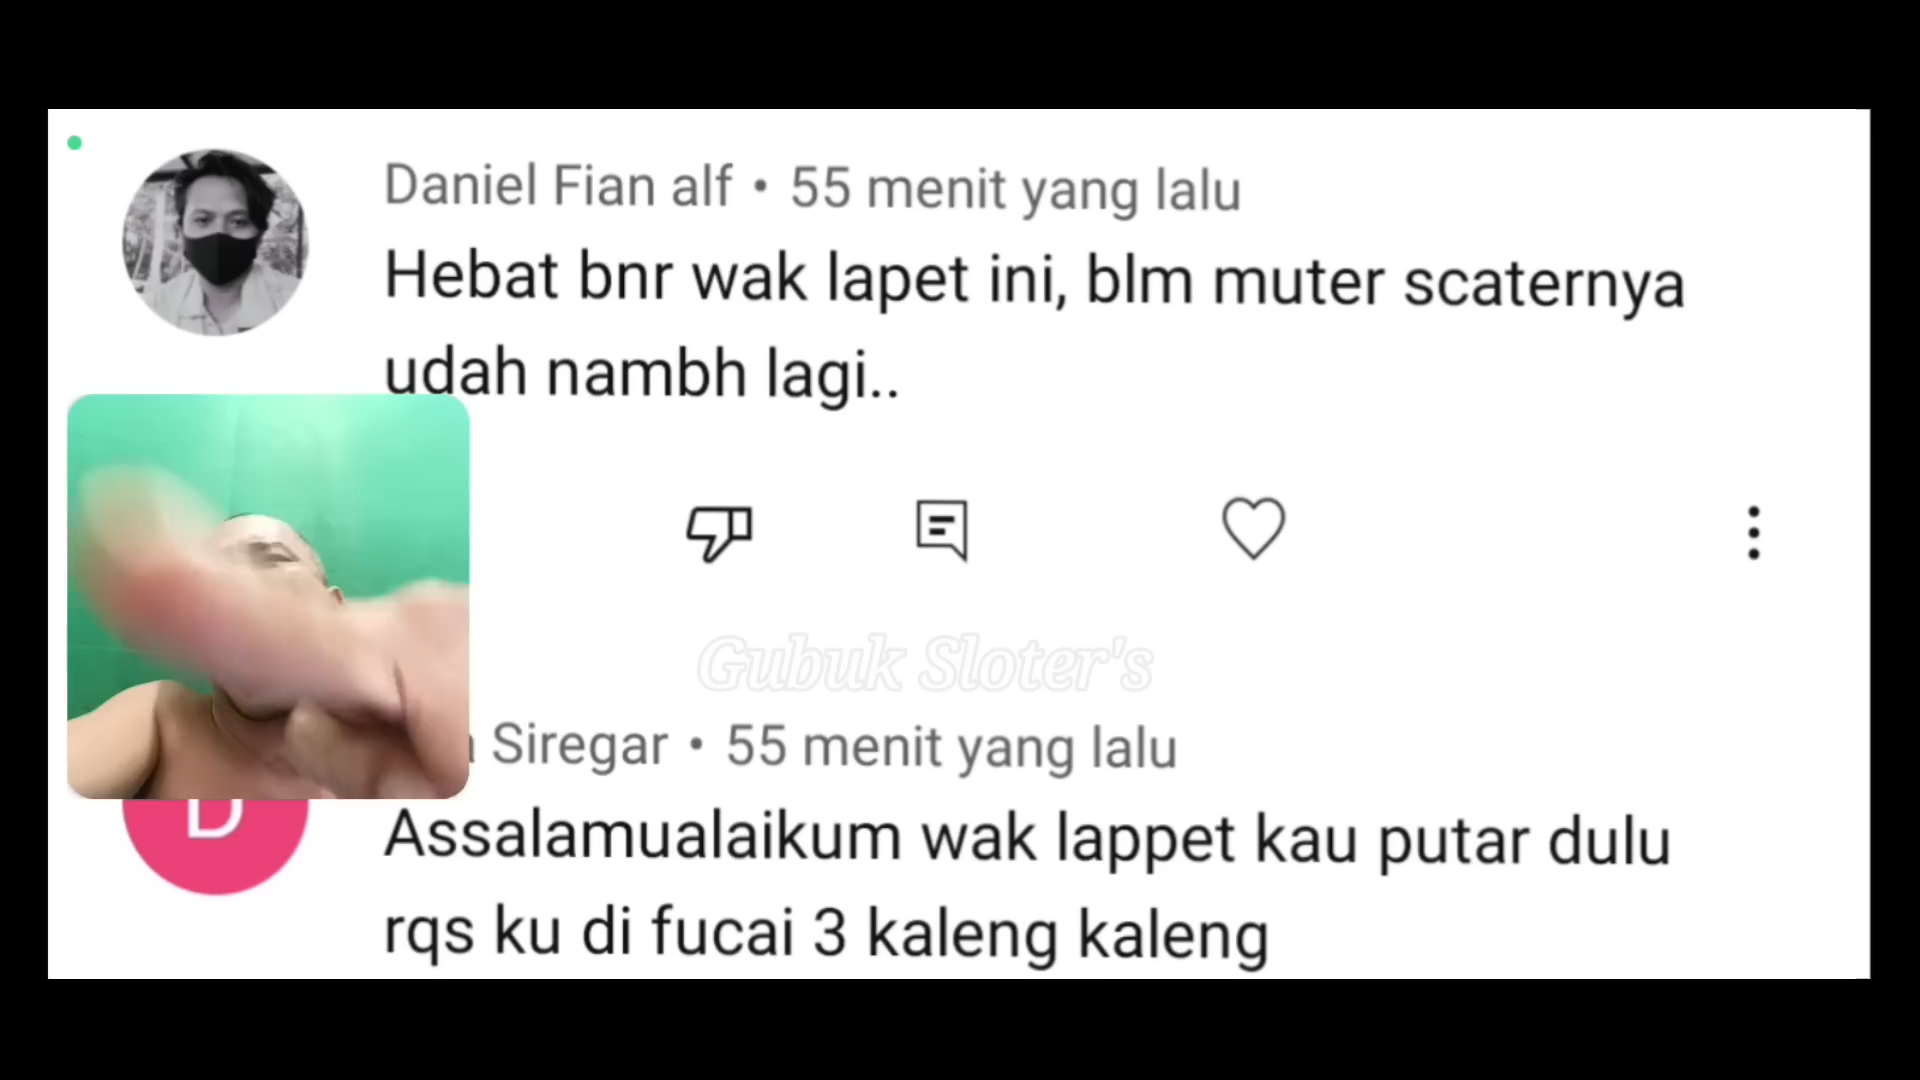 Daniel Fian alf • 55 menit yang lalu
Hebat bnr wak lapet ini, blm muter scaternya
udah nambh lagi..
Gubuk Sloter's
Siregar • 55 menit yang lalu
D
Assalamualaikum wak lappet kau putar dulu
rqs ku di fucai 3 kaleng kaleng